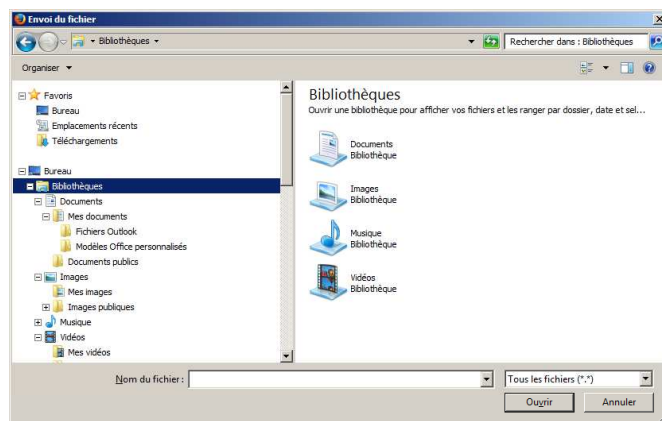 Envoi du fichier
Bibliothèques
Rechercher dans : Bibliothèques
Organiser
Favoris
Bureau
Emplacements récents
Téléchargements
Bureau
Bibliothèques
Documents
Mes documents
Fichiers Outlook
Modèles Office personnalisés
Documents publics
Images
Mes images
Images publiques
Musique
Vidéos
Mes vidéos
Bibliothèques
Ouvrir une bibliothèque pour afficher vos fichiers et les ranger par dossier, date et sel...
Documents
Bibliothèque
Images
Bibliothèque
Musique
Bibliothèque
Vidéos
Bibliothèque
Nom du fichier :
Tous les fichiers (*.*)
Ouvrir
Annuler